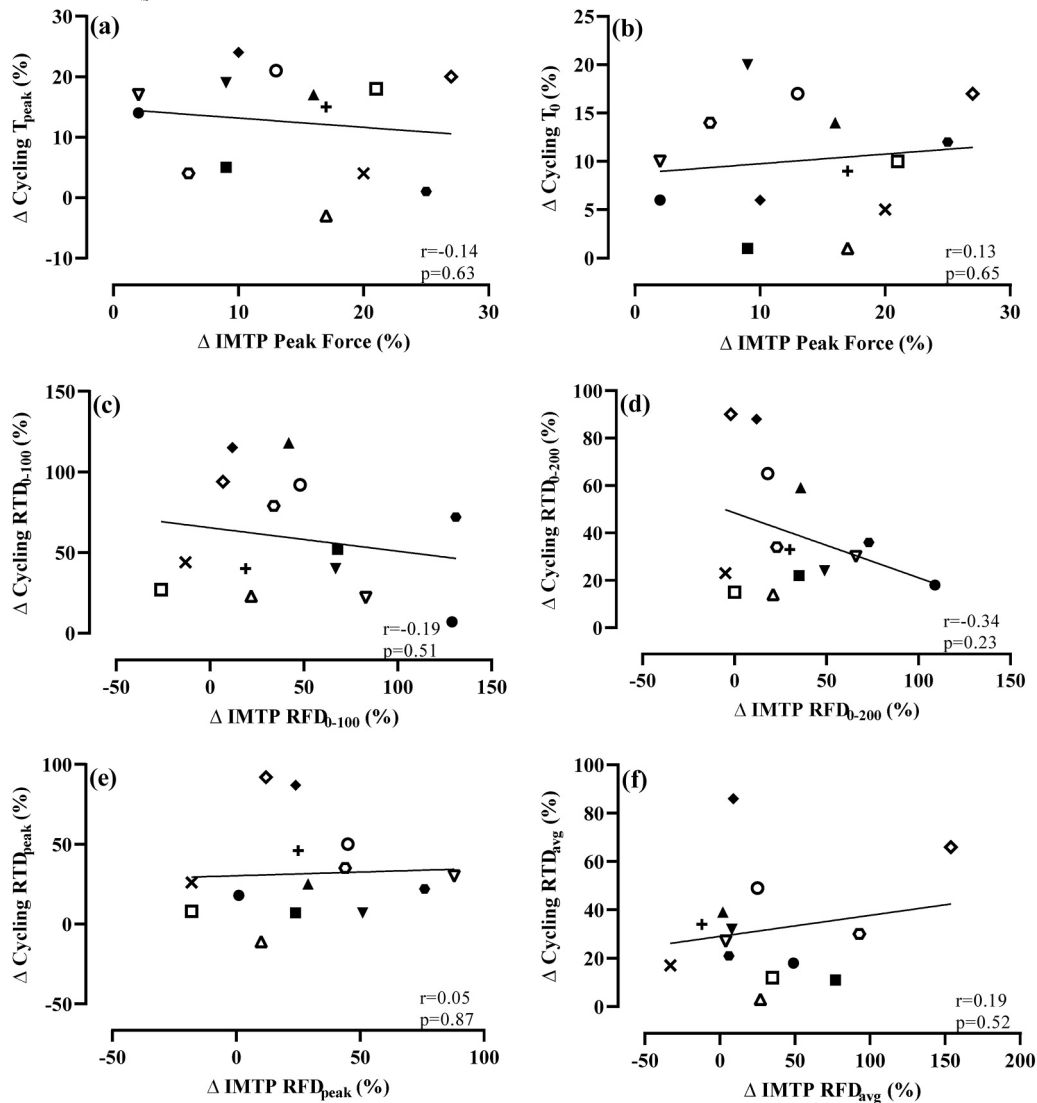 (a)
Δ Cycling Tpeak (%)
30
20
10
0
-10
r=-0.14
p=0.63
0 10 20 30
Δ IMTP Peak Force (%)
(b)
Δ Cycling T0 (%)
25
20
15
10
5
0
r=0.13
p=0.65
0 10 20 30
Δ IMTP Peak Force (%)
(c)
Δ Cycling RTD0-100 (%)
150
100
50
0
r=-0.19
p=0.51
-50 0 50 100 150
Δ IMTP RFD0-100 (%)
(d)
Δ Cycling RTD0-200 (%)
100
80
60
40
20
0
r=-0.34
p=0.23
-50 0 50 100 150
Δ IMTP RFD0-200 (%)
(e)
Δ Cycling RTDpeak (%)
100
50
0
-50
r=0.05
p=0.87
-50 0 50 100
Δ IMTP RFDpeak (%)
(f)
Δ Cycling RTDavg (%)
100
80
60
40
20
0
r=0.19
p=0.52
-50 0 50 100 150 200
Δ IMTP RFDavg (%)